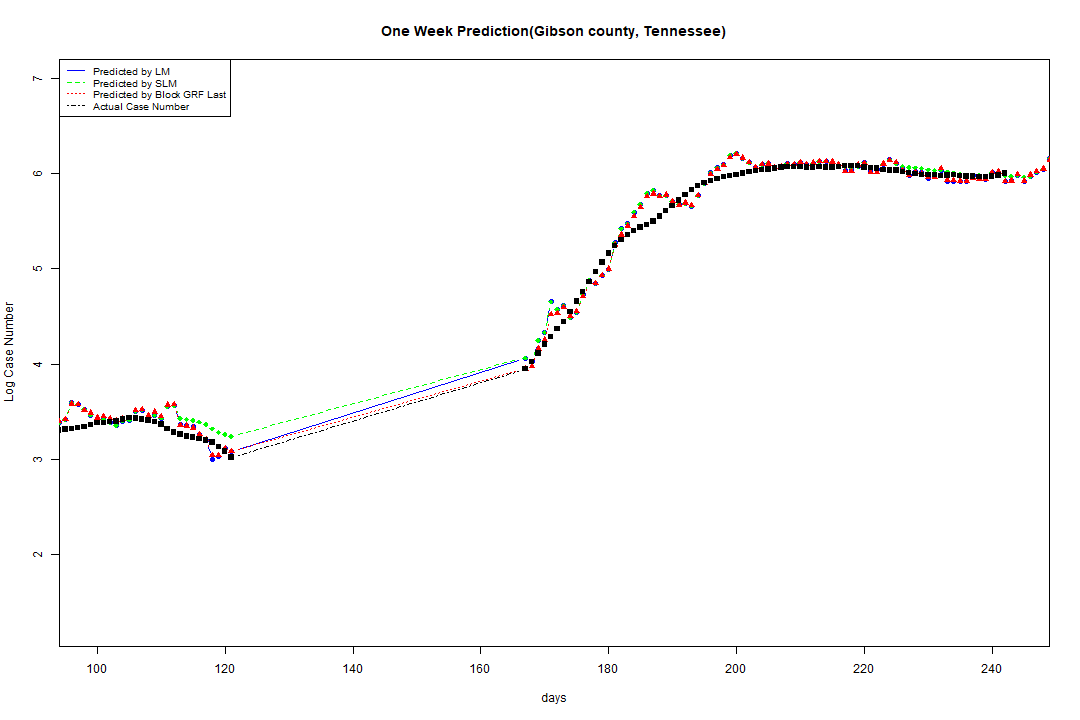 One Week Prediction(Gibson county, Tennessee)
Predicted by LM
Predicted by SLM
Predicted by Block GRF Last
Actual Case Number
Log Case Number
7
6
5
4
3
2
100 120 140 160 180 200 220 240
days